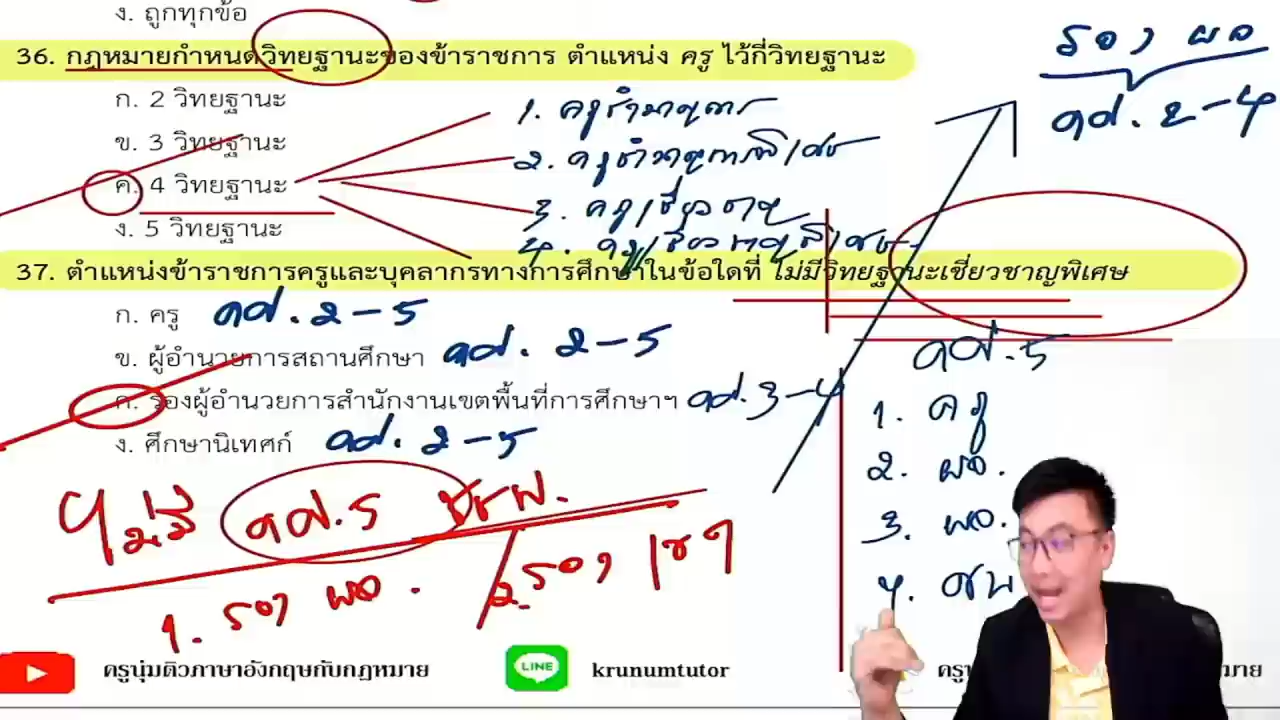 ง. ถูกทุกข้อ
36. กฎหมายกำหนดวิทยฐานะของข้าราชการ ตำแหน่ง ครู ไว้กี่วิทยฐานะ
ก. 2 วิทยฐานะ
ข. 3 วิทยฐานะ
ค. 4 วิทยฐานะ
ง. 5 วิทยฐานะ
1. ครูชำนาญการ
2. ครูชำนาญการพิเศษ
3. ครูเชี่ยวชาญ
4. ครูเชี่ยวชาญพิเศษ
รอง ผอ
คศ. 2-4
37. ตำแหน่งข้าราชการครูและบุคลากรทางการศึกษาในข้อใดที่ ไม่มีวิทยฐานะเชี่ยวชาญพิเศษ
ก. ครู คศ. 2-5
ข. ผู้อำนวยการสถานศึกษา คศ. 2-5
ค. รองผู้อำนวยการสำนักงานเขตพื้นที่การศึกษาฯ คศ. 3-4
ง. ศึกษานิเทศก์ คศ. 2-5
คศ. 5
1. ครู
2. ผอ.
3. ผอ.
4. ศน
ไม่มี คศ. 5 ชชพ.
1. รอง ผอ. 2. รอง เขต
ครูนุ่มติวภาษาอังกฤษกับกฎหมาย
LINE
krunumtutor